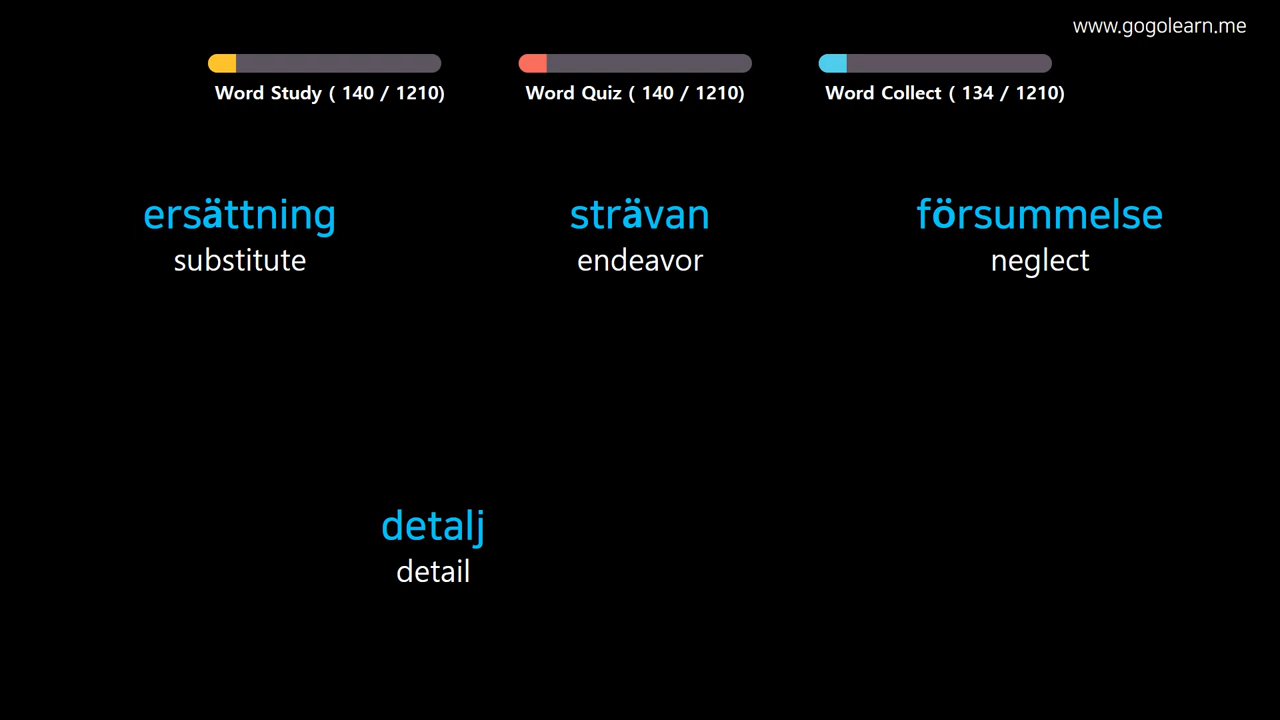 www.gogolearn.me
Word Study ( 140 / 1210)
Word Quiz ( 140 / 1210)
Word Collect ( 134 / 1210)
ersättning
substitute
strävan
endeavor
försummelse
neglect
detalj
detail